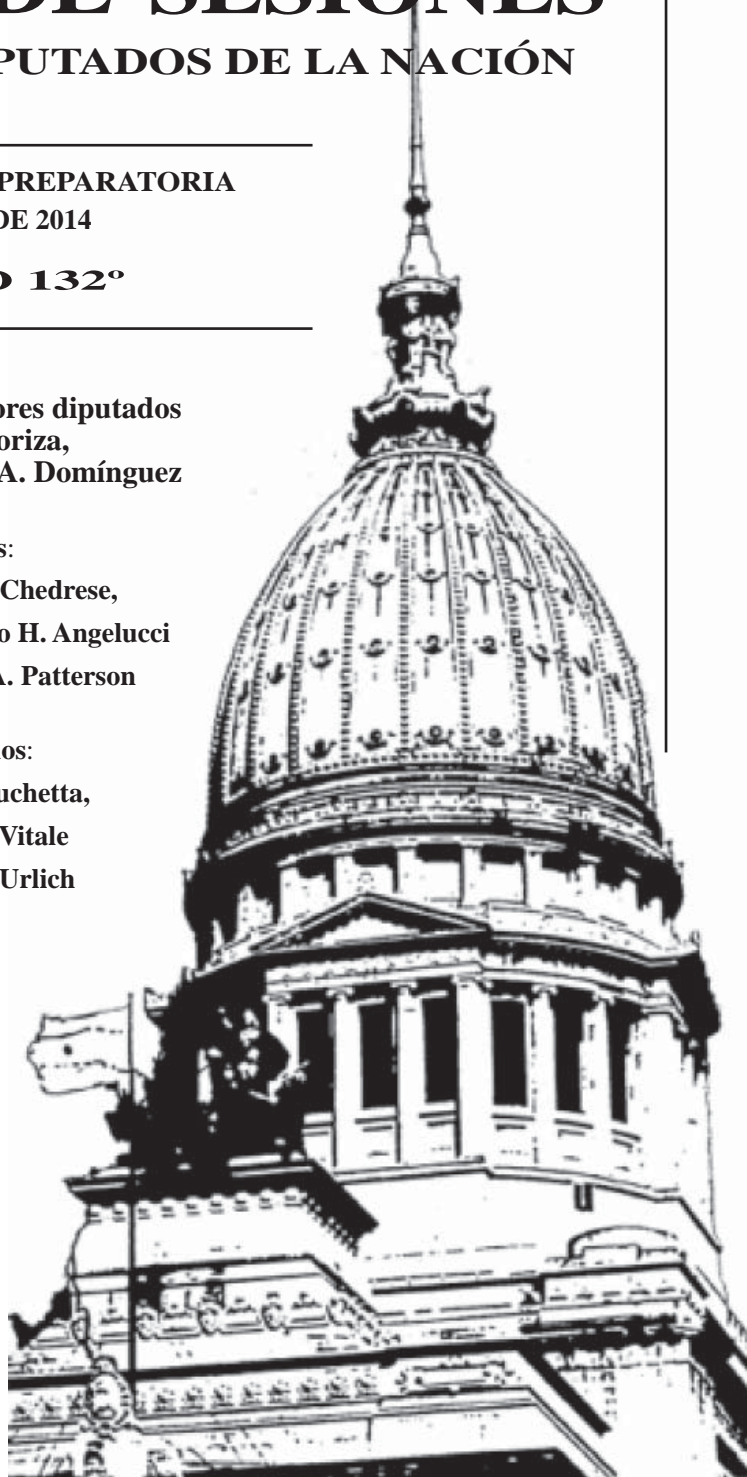 DE SESIONES
PUTADOS DE LA NACIÓN
PREPARATORIA
DE 2014
O 132º
ores diputados
oriza,
A. Domínguez
s:
Chedrese,
o H. Angelucci
A. Patterson
ios:
uchetta,
Vitale
Urlich